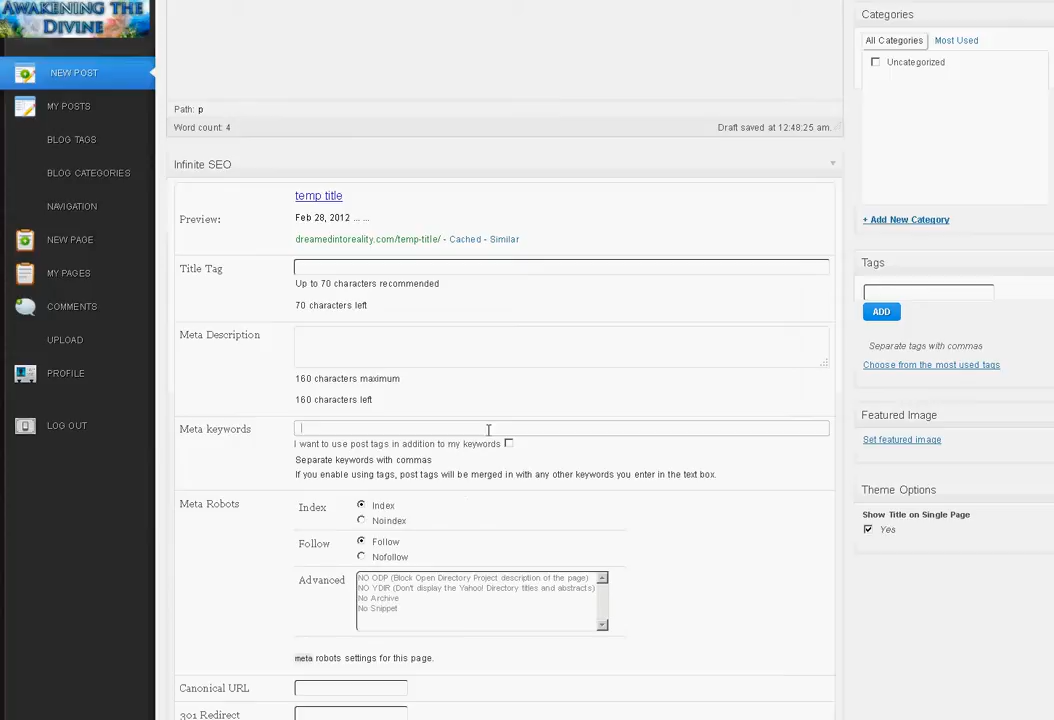 AWAKENING THE
DIVINE
NEW POST
MY POSTS
BLOG TAGS
BLOG CATEGORIES
NAVIGATION
NEW PAGE
MY PAGES
COMMENTS
UPLOAD
PROFILE
LOG OUT
Path: p
Word count: 4
Draft saved at 12:48:25 am.
Infinite SEO
Preview:
temp title
Feb 28, 2012 ... ...
dreamedintoreality.com/temp-title/ - Cached - Similar
Title Tag
Up to 70 characters recommended
70 characters left
Meta Description
160 characters maximum
160 characters left
Meta keywords
I want to use post tags in addition to my keywords
Separate keywords with commas
If you enable using tags, post tags will be merged in with any other keywords you enter in the text box.
Meta Robots
Index
Index
Noindex
Follow
Follow
Nofollow
Advanced
NO ODP (Block Open Directory Project description of the page)
NO YDIR (Don't display the Yahoo! Directory titles and abstracts)
No Archive
No Snippet
meta robots settings for this page.
Canonical URL
301 Redirect
Categories
All Categories Most Used
Uncategorized
+ Add New Category
Tags
ADD
Separate tags with commas
Choose from the most used tags
Featured Image
Set featured image
Theme Options
Show Title on Single Page
Yes